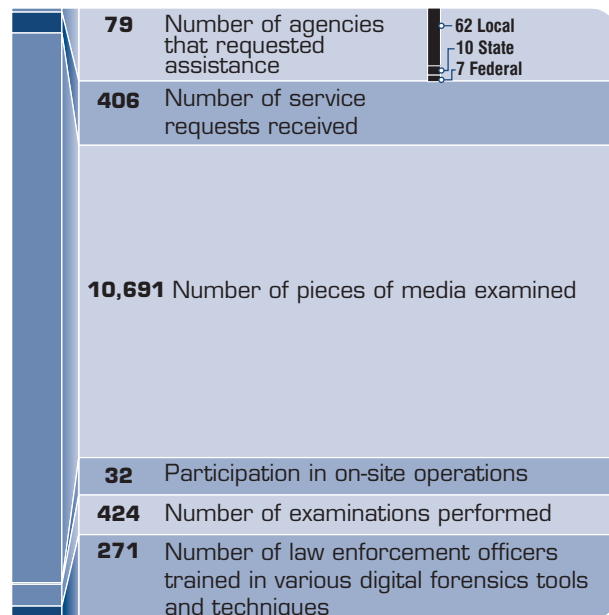 79 Number of agencies
that requested
assistance
62 Local
10 State
7 Federal
406 Number of service
requests received
10,691 Number of pieces of media examined
32 Participation in on-site operations
424 Number of examinations performed
271 Number of law enforcement officers
trained in various digital forensics tools
and techniques